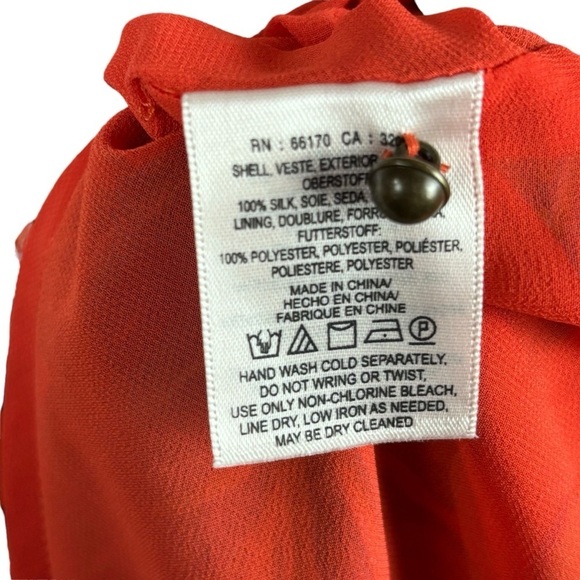 RN : 66170 CA :
SHELL, VESTE, EXTERIOR
OBERSTOFF
100% SILK, SOIE, SEDA,
LINING, DOUBLURE,
FUTTERSTOFF:
100% POLYESTER, POLYESTER, POLIÉSTER,
POLIESTERE, POLYESTER
MADE IN CHINA/
HECHO EN CHINA/
FABRIQUE EN CHINE
P
HAND WASH COLD SEPARATELY,
DO NOT WRING OR TWIST,
USE ONLY NON-CHLORINE BLEACH,
LINE DRY, LOW IRON AS NEEDED,
MAY BE DRY CLEANED